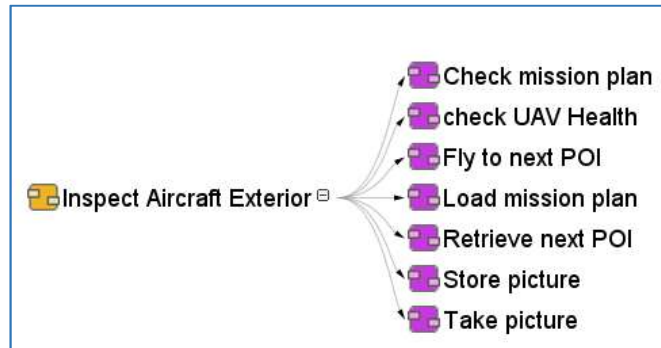 Check mission plan
check UAV Health
Fly to next POI
Inspect Aircraft Exterior
Load mission plan
Retrieve next POI
Store picture
Take picture